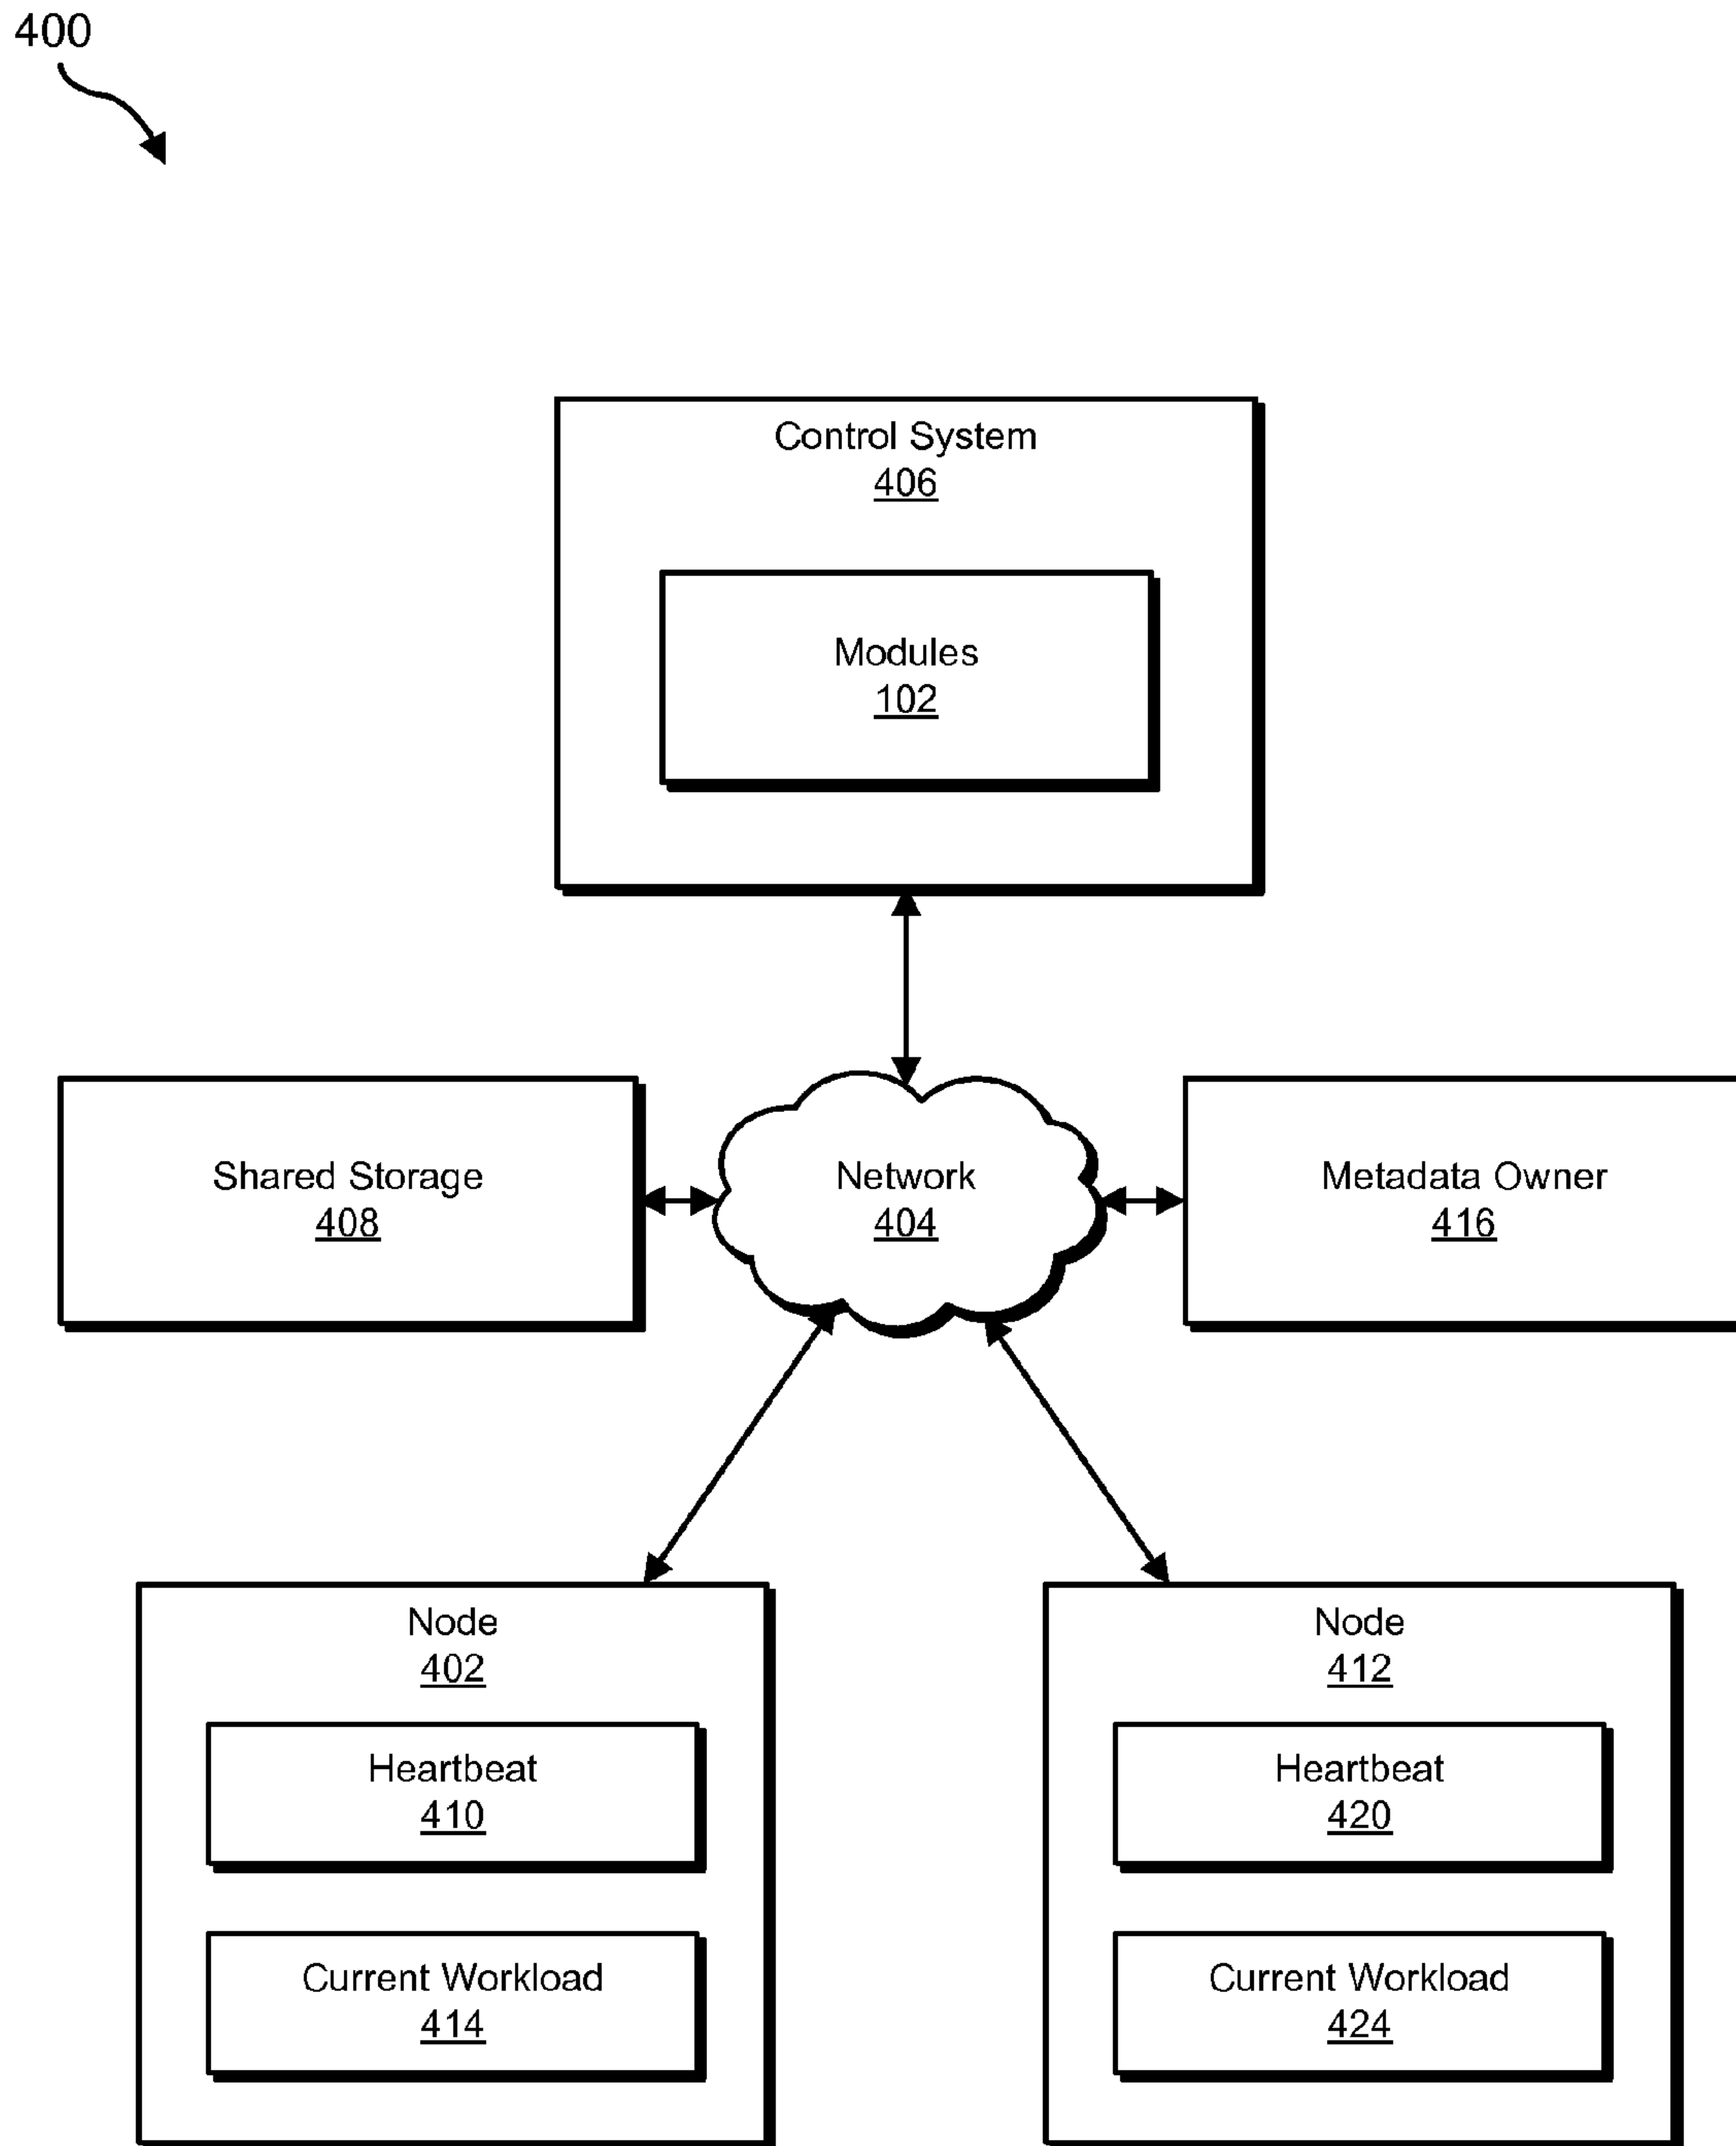 400
Control System
406
Modules
102
Shared Storage
408
Network
404
Metadata Owner
416
Node
402
Heartbeat
410
Current Workload
414
Node
412
Heartbeat
420
Current Workload
424